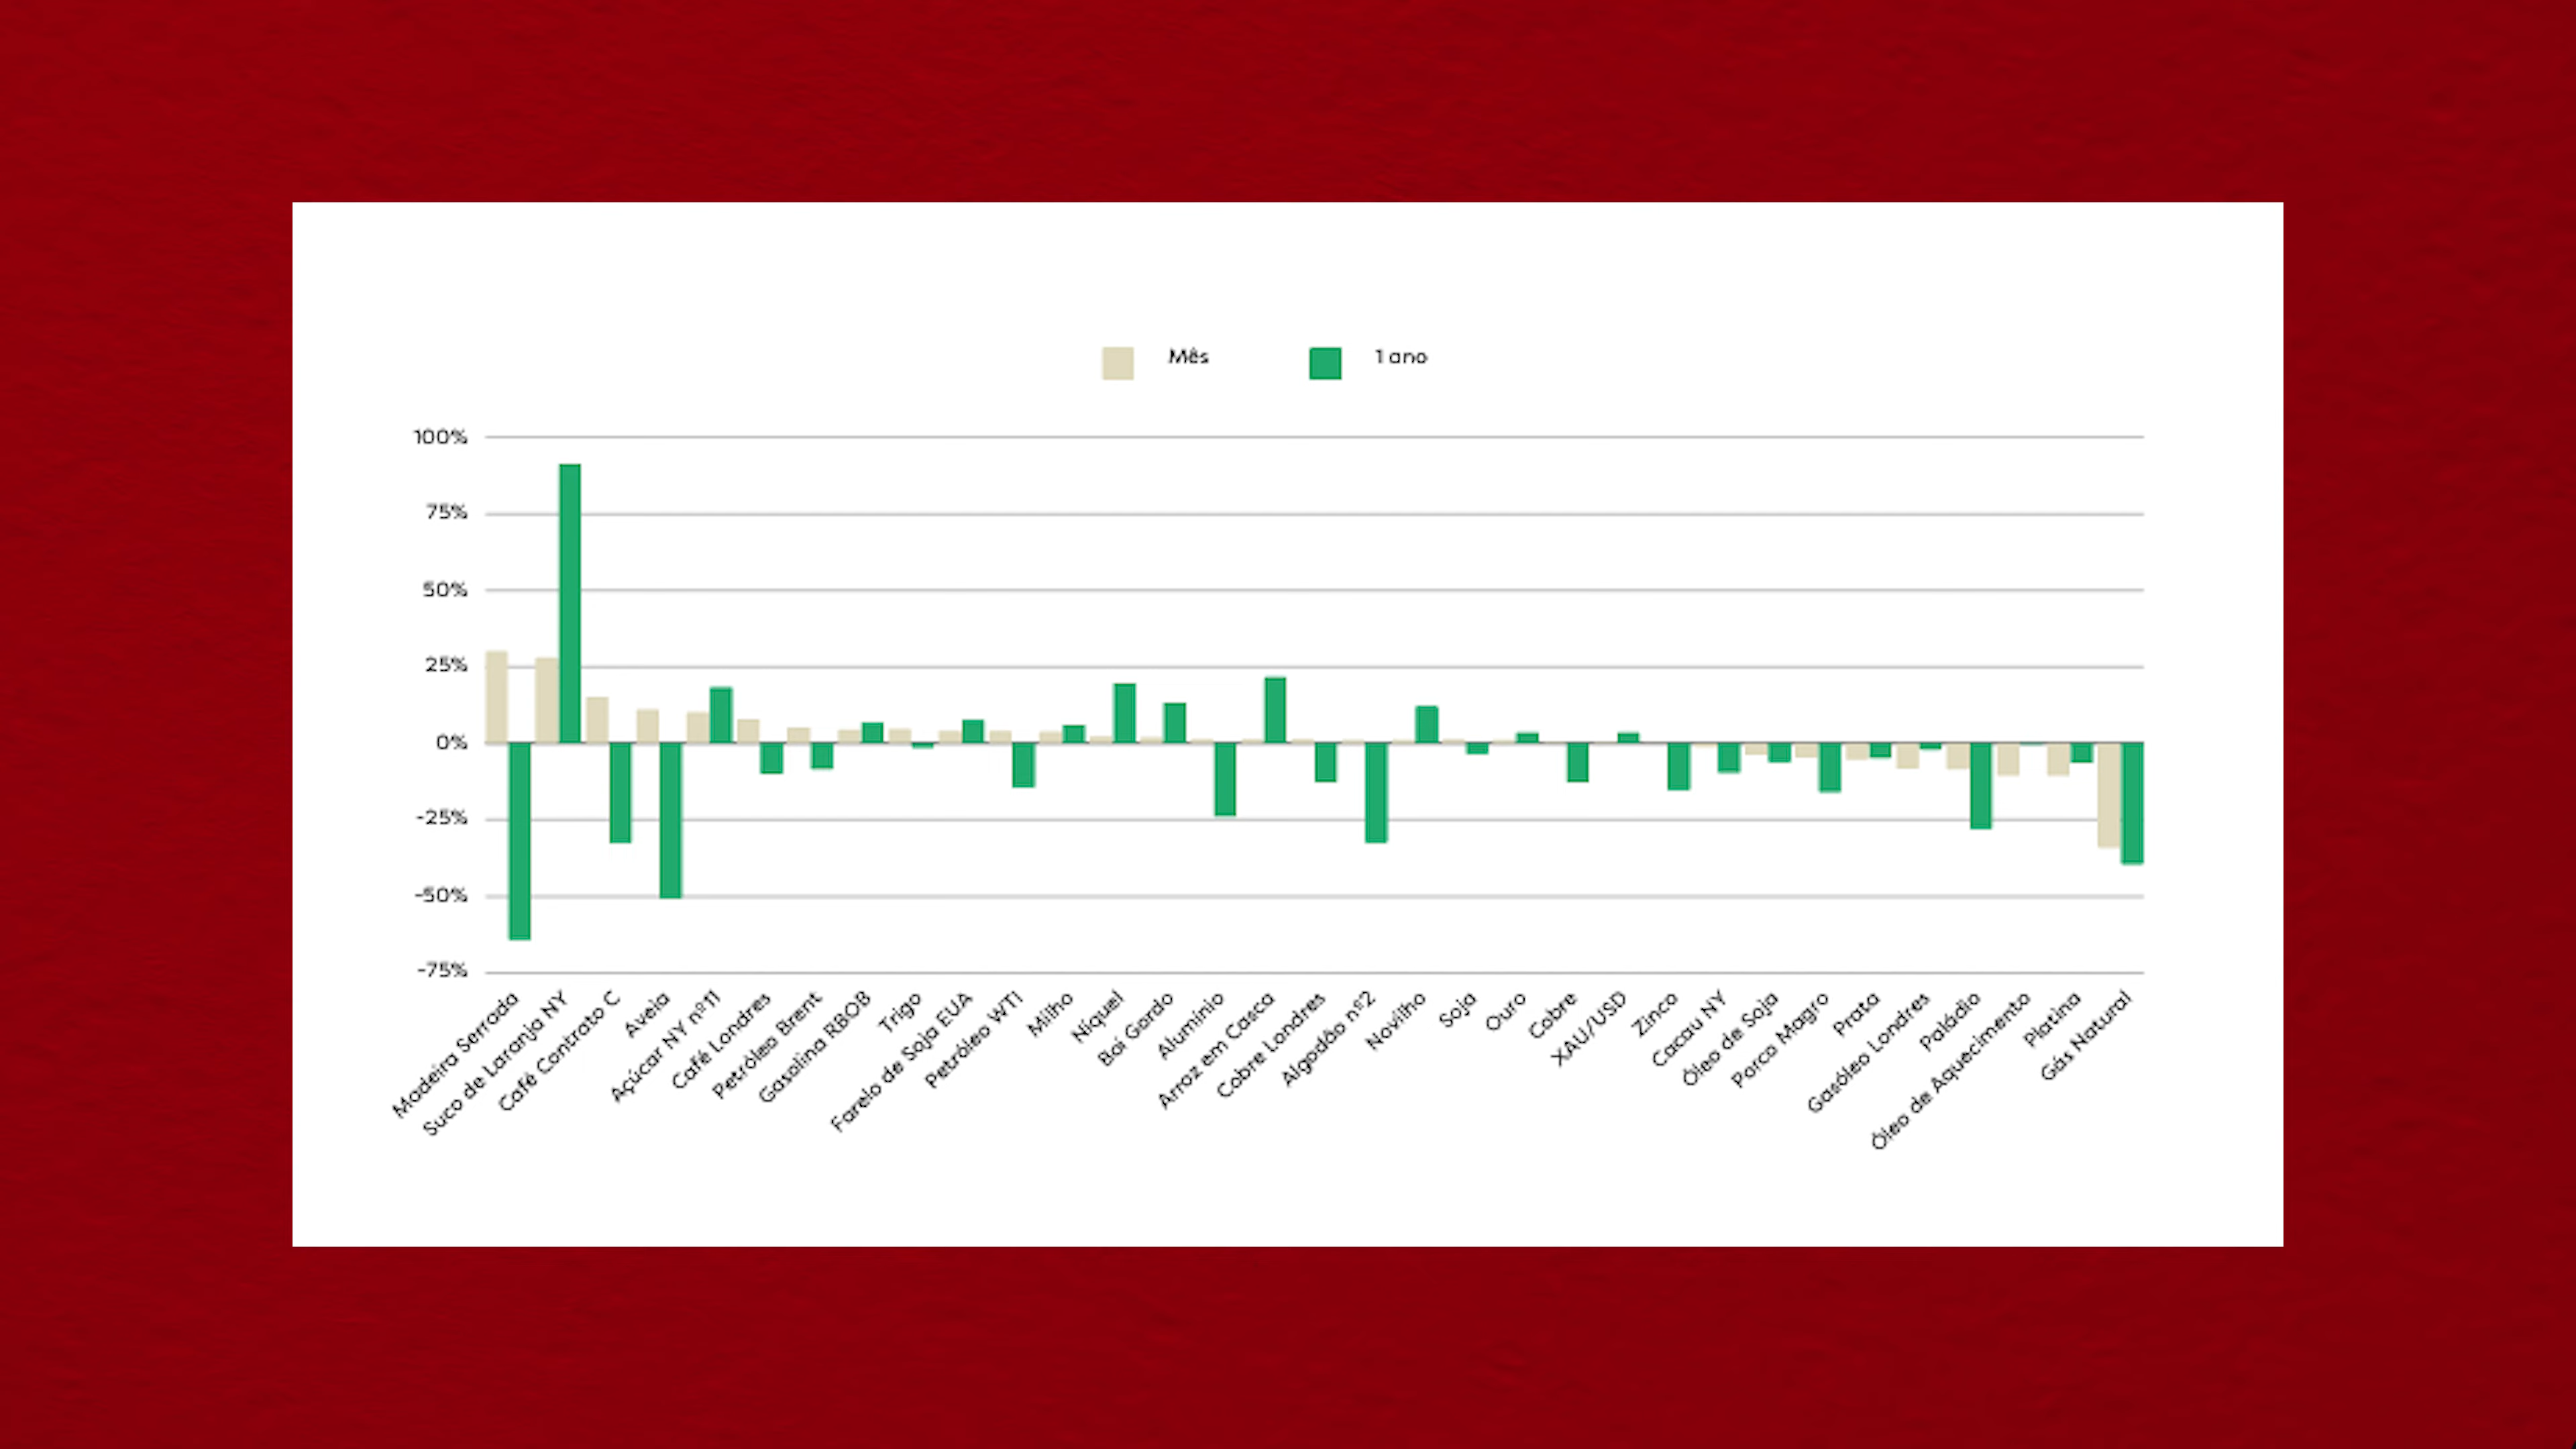 Mês
1 ano
100%
75%
50%
25%
0%
-25%
-50%
-75%
Madeira Serrada
Suco de Laranja NY
Café Contrato C
Aveia
Açúcar NY nº11
Café Londres
Petróleo Brent
Gasolina RBOB
Trigo
Farelo de Soja EUA
Petróleo WTI
Milho
Níquel
Boi Gordo
Alumínio
Arroz em Casca
Cobre Londres
Algodão nº2
Novilho
Soja
Ouro
Cobre
XAU/USD
Zinco
Cacau NY
Óleo de Soja
Porco Magro
Prata
Gasóleo Londres
Paládio
Óleo de Aquecimento
Platina
Gás Natural